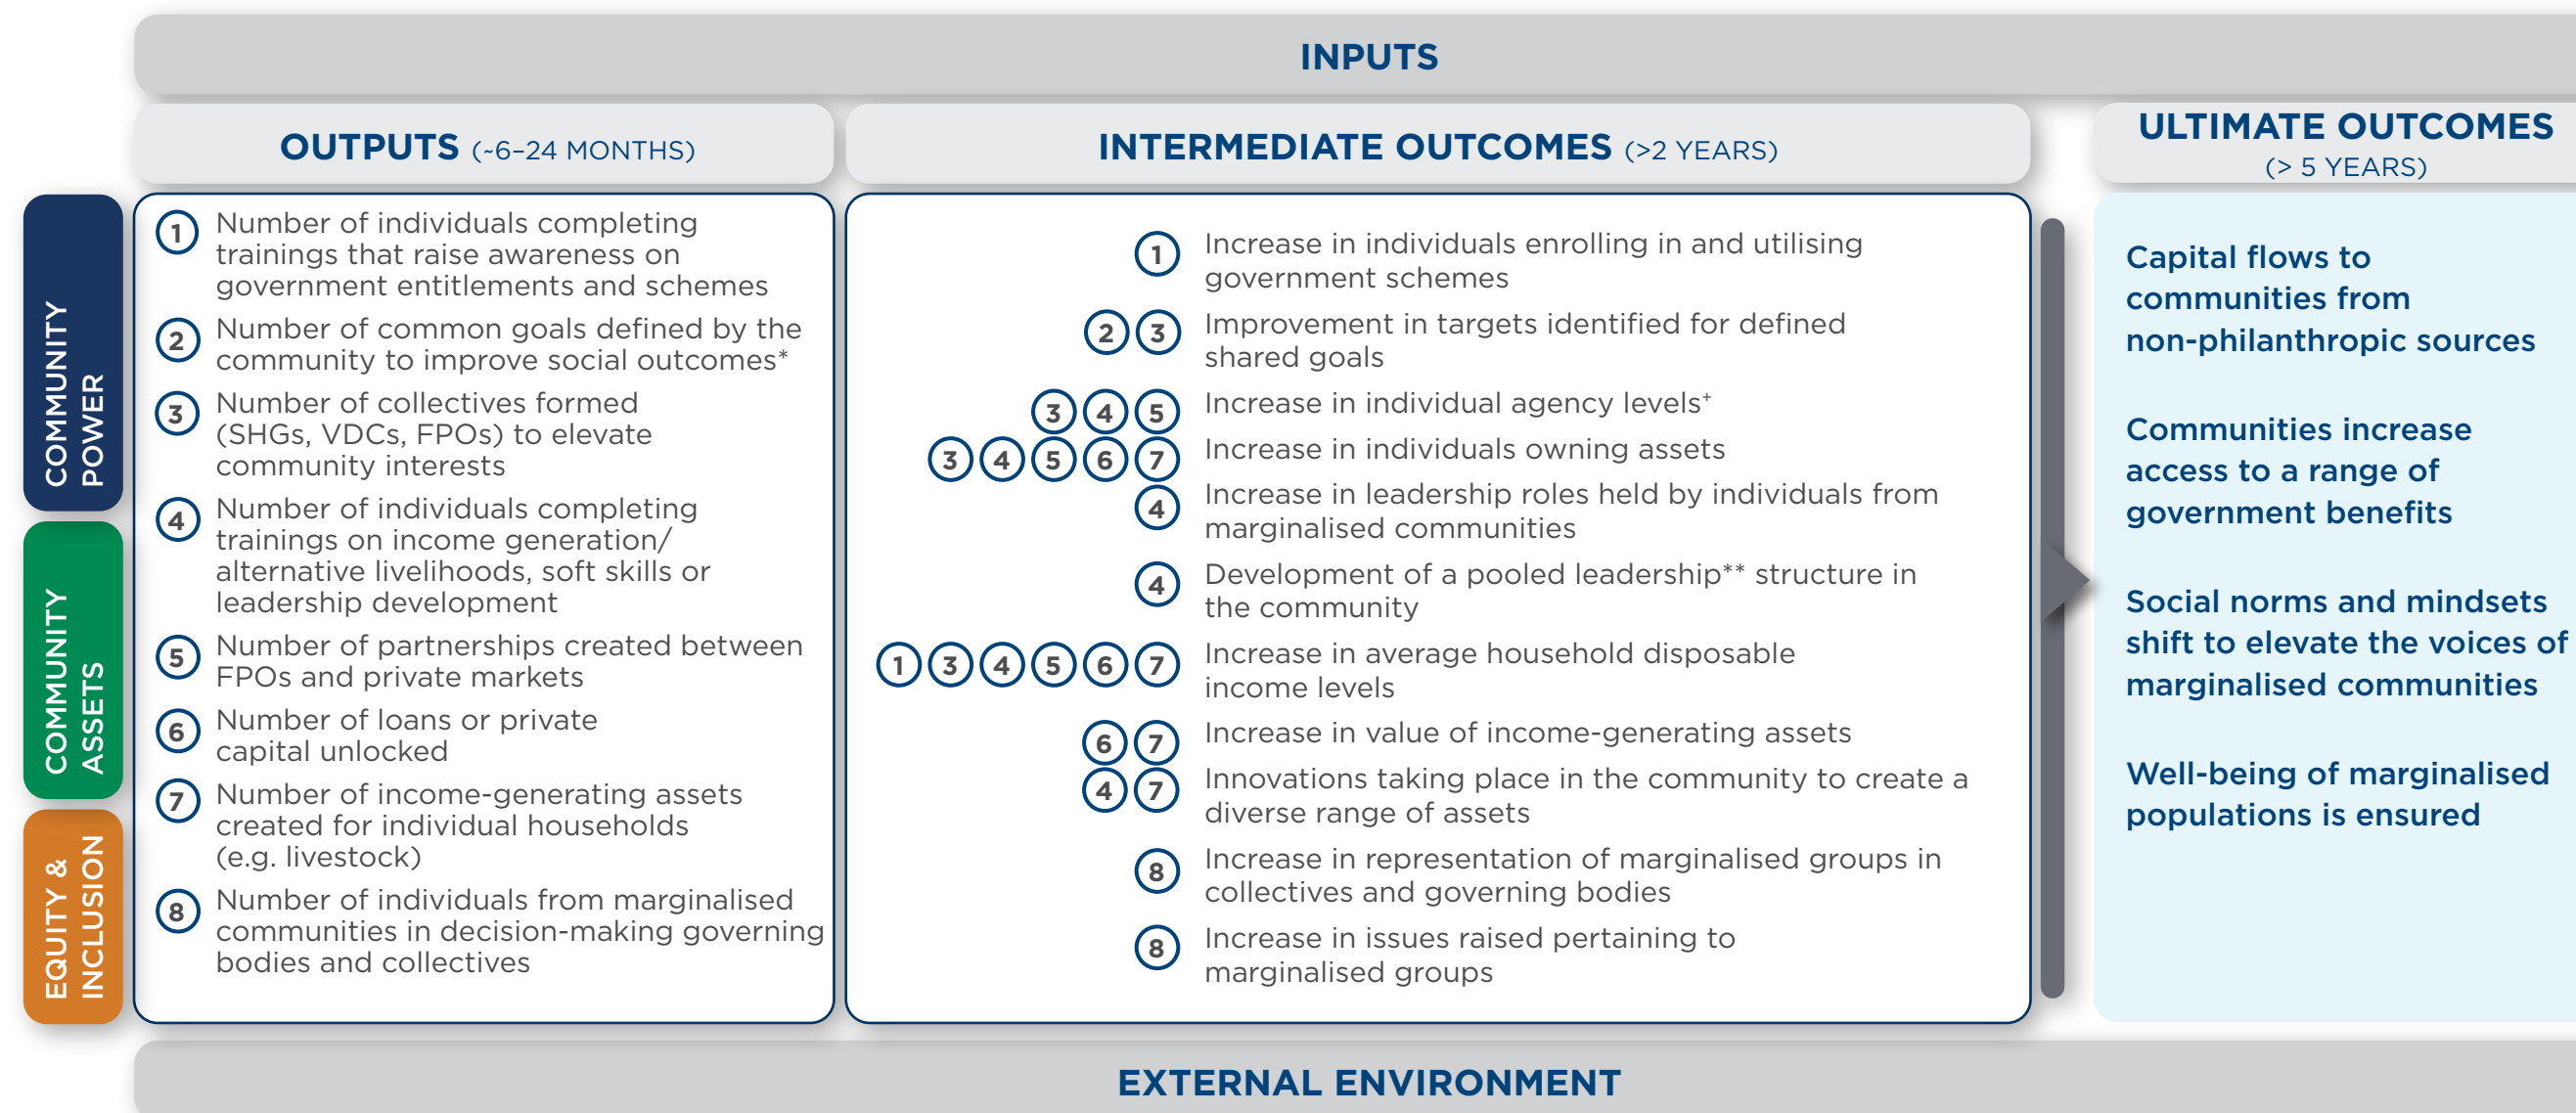 INPUTS
OUTPUTS (~6–24 MONTHS)
INTERMEDIATE OUTCOMES (>2 YEARS)
ULTIMATE OUTCOMES
(> 5 YEARS)
COMMUNITY
POWER
COMMUNITY
ASSETS
EQUITY &
INCLUSION
1 Number of individuals completing
trainings that raise awareness on
government entitlements and schemes
2 Number of common goals defined by the
community to improve social outcomes*
3 Number of collectives formed
(SHGs, VDCs, FPOs) to elevate
community interests
4 Number of individuals completing
trainings on income generation/
alternative livelihoods, soft skills or
leadership development
5 Number of partnerships created between
FPOs and private markets
6 Number of loans or private
capital unlocked
7 Number of income-generating assets
created for individual households
(e.g. livestock)
8 Number of individuals from marginalised
communities in decision-making governing
bodies and collectives
1 Increase in individuals enrolling in and utilising
government schemes
2 3 Improvement in targets identified for defined
shared goals
3 4 5 Increase in individual agency levels+
3 4 5 6 7 Increase in individuals owning assets
4 Increase in leadership roles held by individuals from
marginalised communities
4 Development of a pooled leadership** structure in
the community
1 3 4 5 6 7 Increase in average household disposable
income levels
6 7 Increase in value of income-generating assets
4 7 Innovations taking place in the community to create a
diverse range of assets
8 Increase in representation of marginalised groups in
collectives and governing bodies
8 Increase in issues raised pertaining to
marginalised groups
Capital flows to
communities from
non-philanthropic sources
Communities increase
access to a range of
government benefits
Social norms and mindsets
shift to elevate the voices of
marginalised communities
Well-being of marginalised
populations is ensured
EXTERNAL ENVIRONMENT